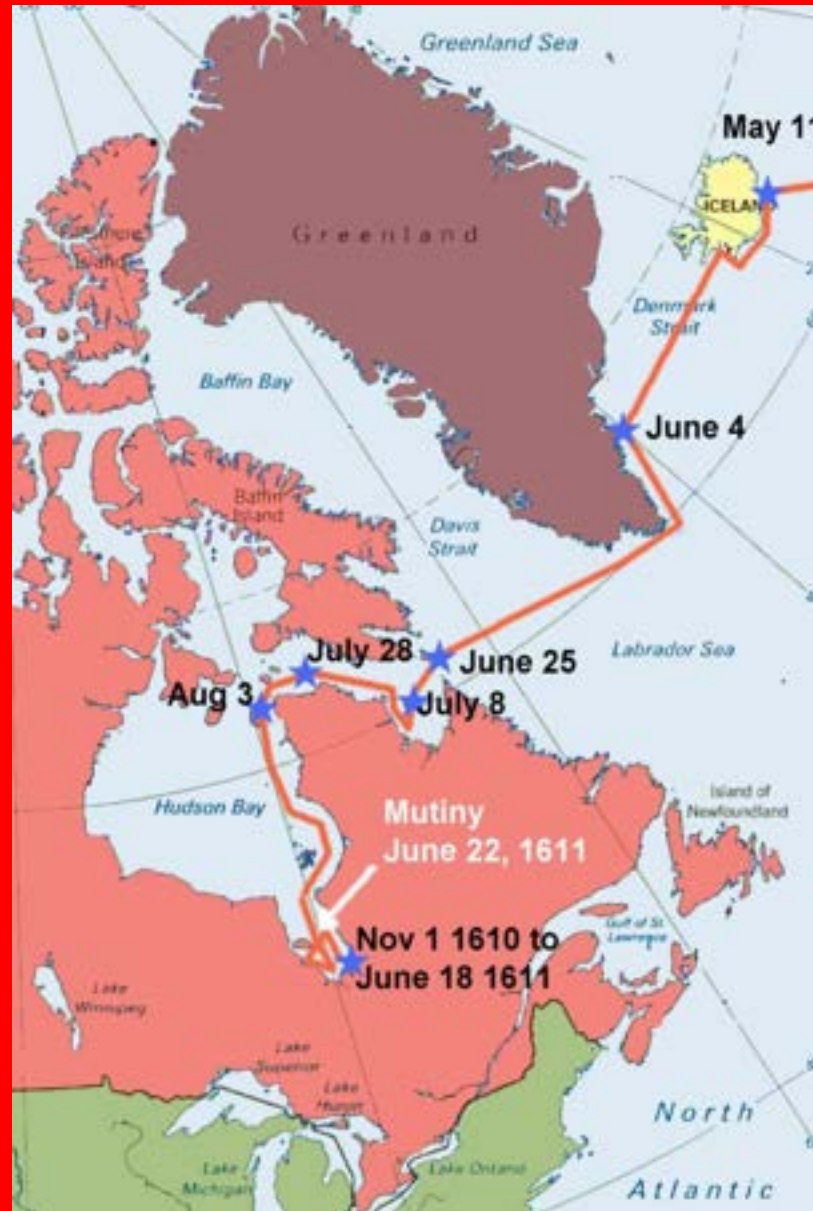 Greenland Sea
May 11
ICELAN
Greenland
Denmark
Strait
Island
Baffin Bay
June 4
Baffin
Island
Davis
Strait
Labrador Sea
July 28
June 25
Aug 3
July 8
Island of
Newfoundland
Hudson Bay
Mutiny
June 22, 1611
Gulf of St.
Lawrence
Nov 1 1610 to
June 18 1611
Lake
Winnipeg
Lake
Superior
Lake
Huron
Lake
Michigan
Lake Ontario
North
Atlantic